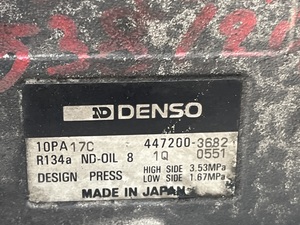 ND DENSO
10PA17C 447200-3682
R134a ND-OIL 8 1Q 0551
DESIGN PRESS HIGH SIDE 3.53MPa
LOW SIDE 1.67MPa
MADE IN JAPAN